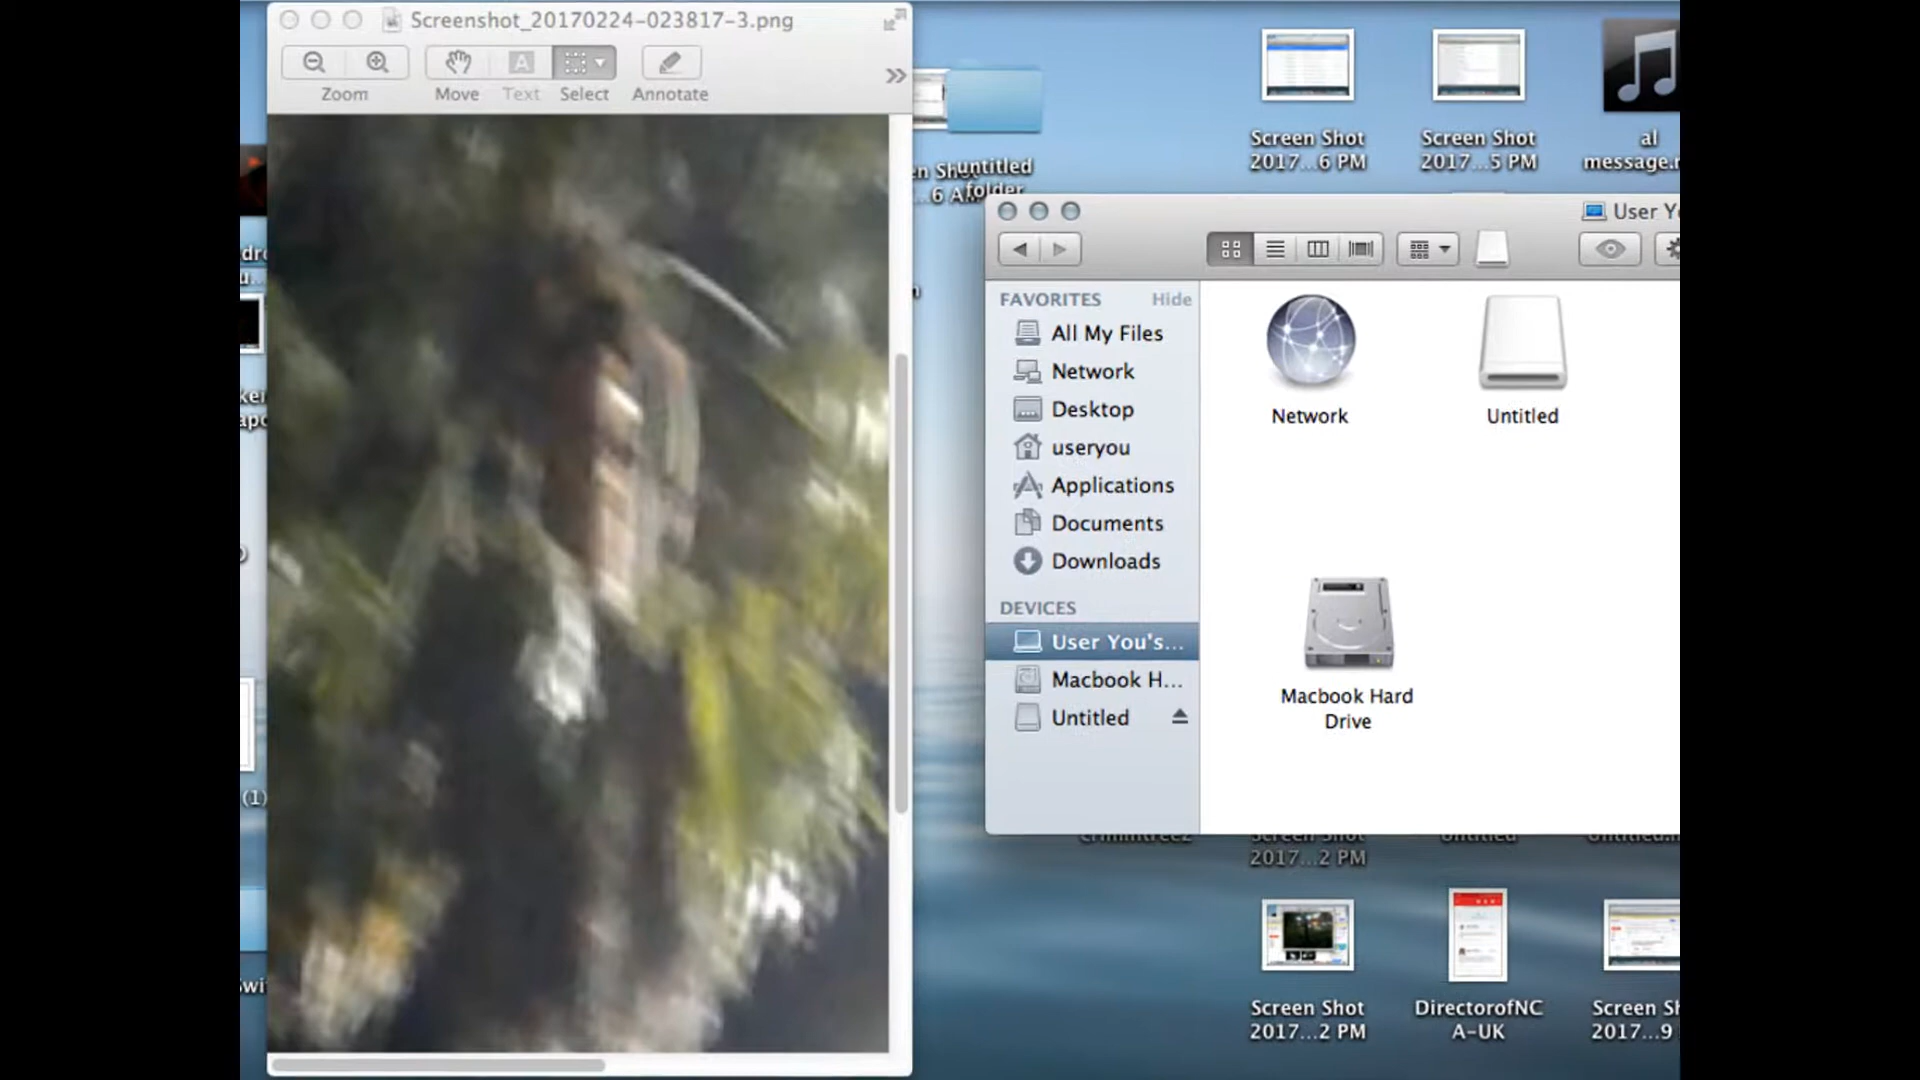 Screenshot_20170224-023817-3.png
Zoom
Move
Text
Select
Annotate
untitled
folder
Screen Shot
2017...6 PM
Screen Shot
2017...5 PM
al
User
FAVORITES
Hide
All My Files
Network
Desktop
useryou
Applications
Documents
Downloads
DEVICES
User You's...
Macbook H...
Untitled
Network
Untitled
Macbook Hard
Drive
(1)
2017...2 PM
Screen Shot
2017...2 PM
DirectorofNC
A-UK
Screen
2017...9